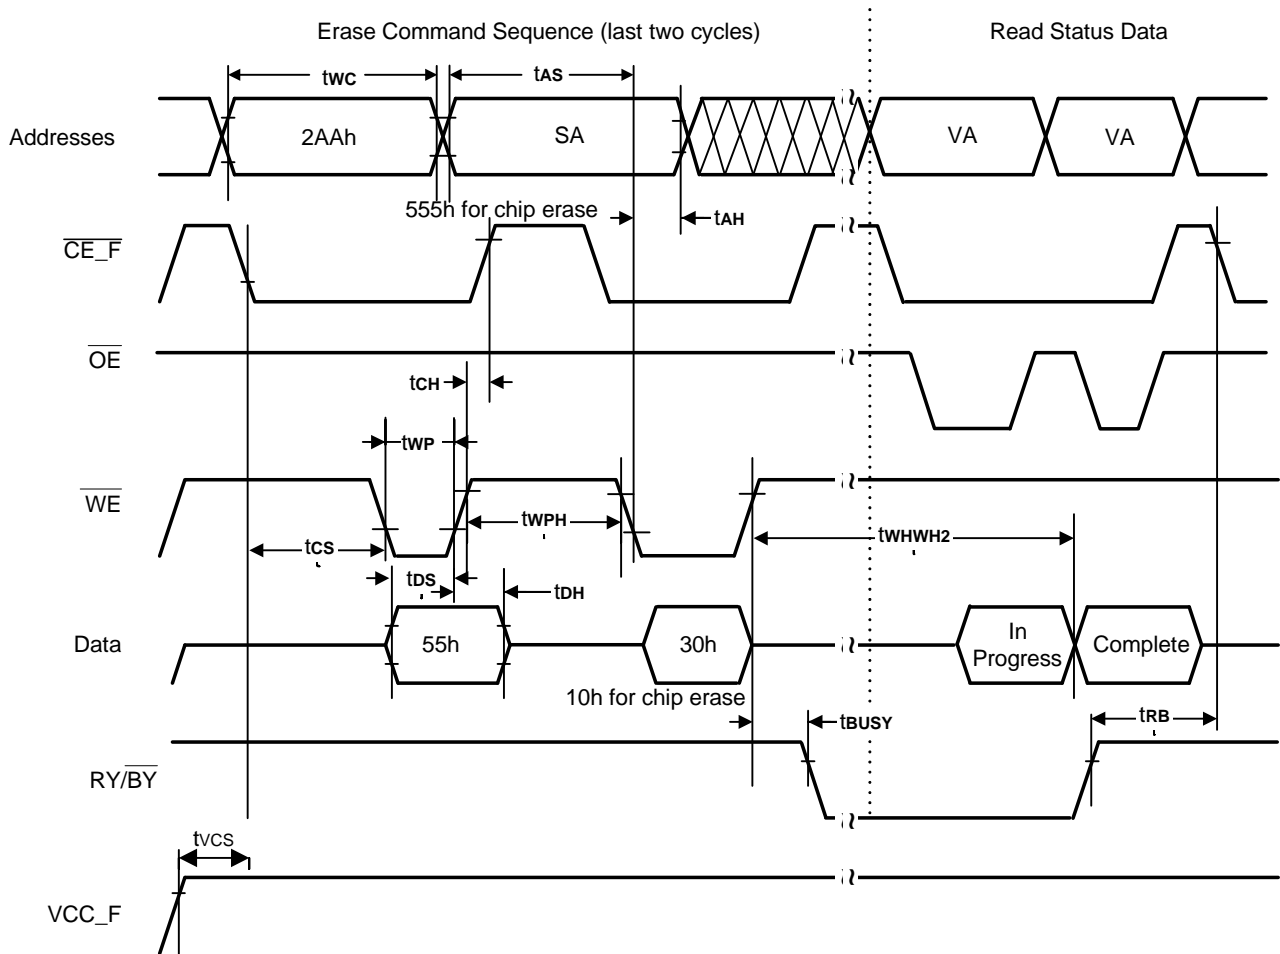 Erase Command Sequence (last two cycles)
Read Status Data
tWC
tAS
Addresses
2AAh
SA
VA
VA
555h for chip erase
tAH
CE_F
OE
tCH
tWP
WE
tWPH
tCS
tWHWH2
tDS
tDH
Data
55h
30h
In
Progress
Complete
10h for chip erase
tBUSY
tRB
RY/BY
tVCS
VCC_F